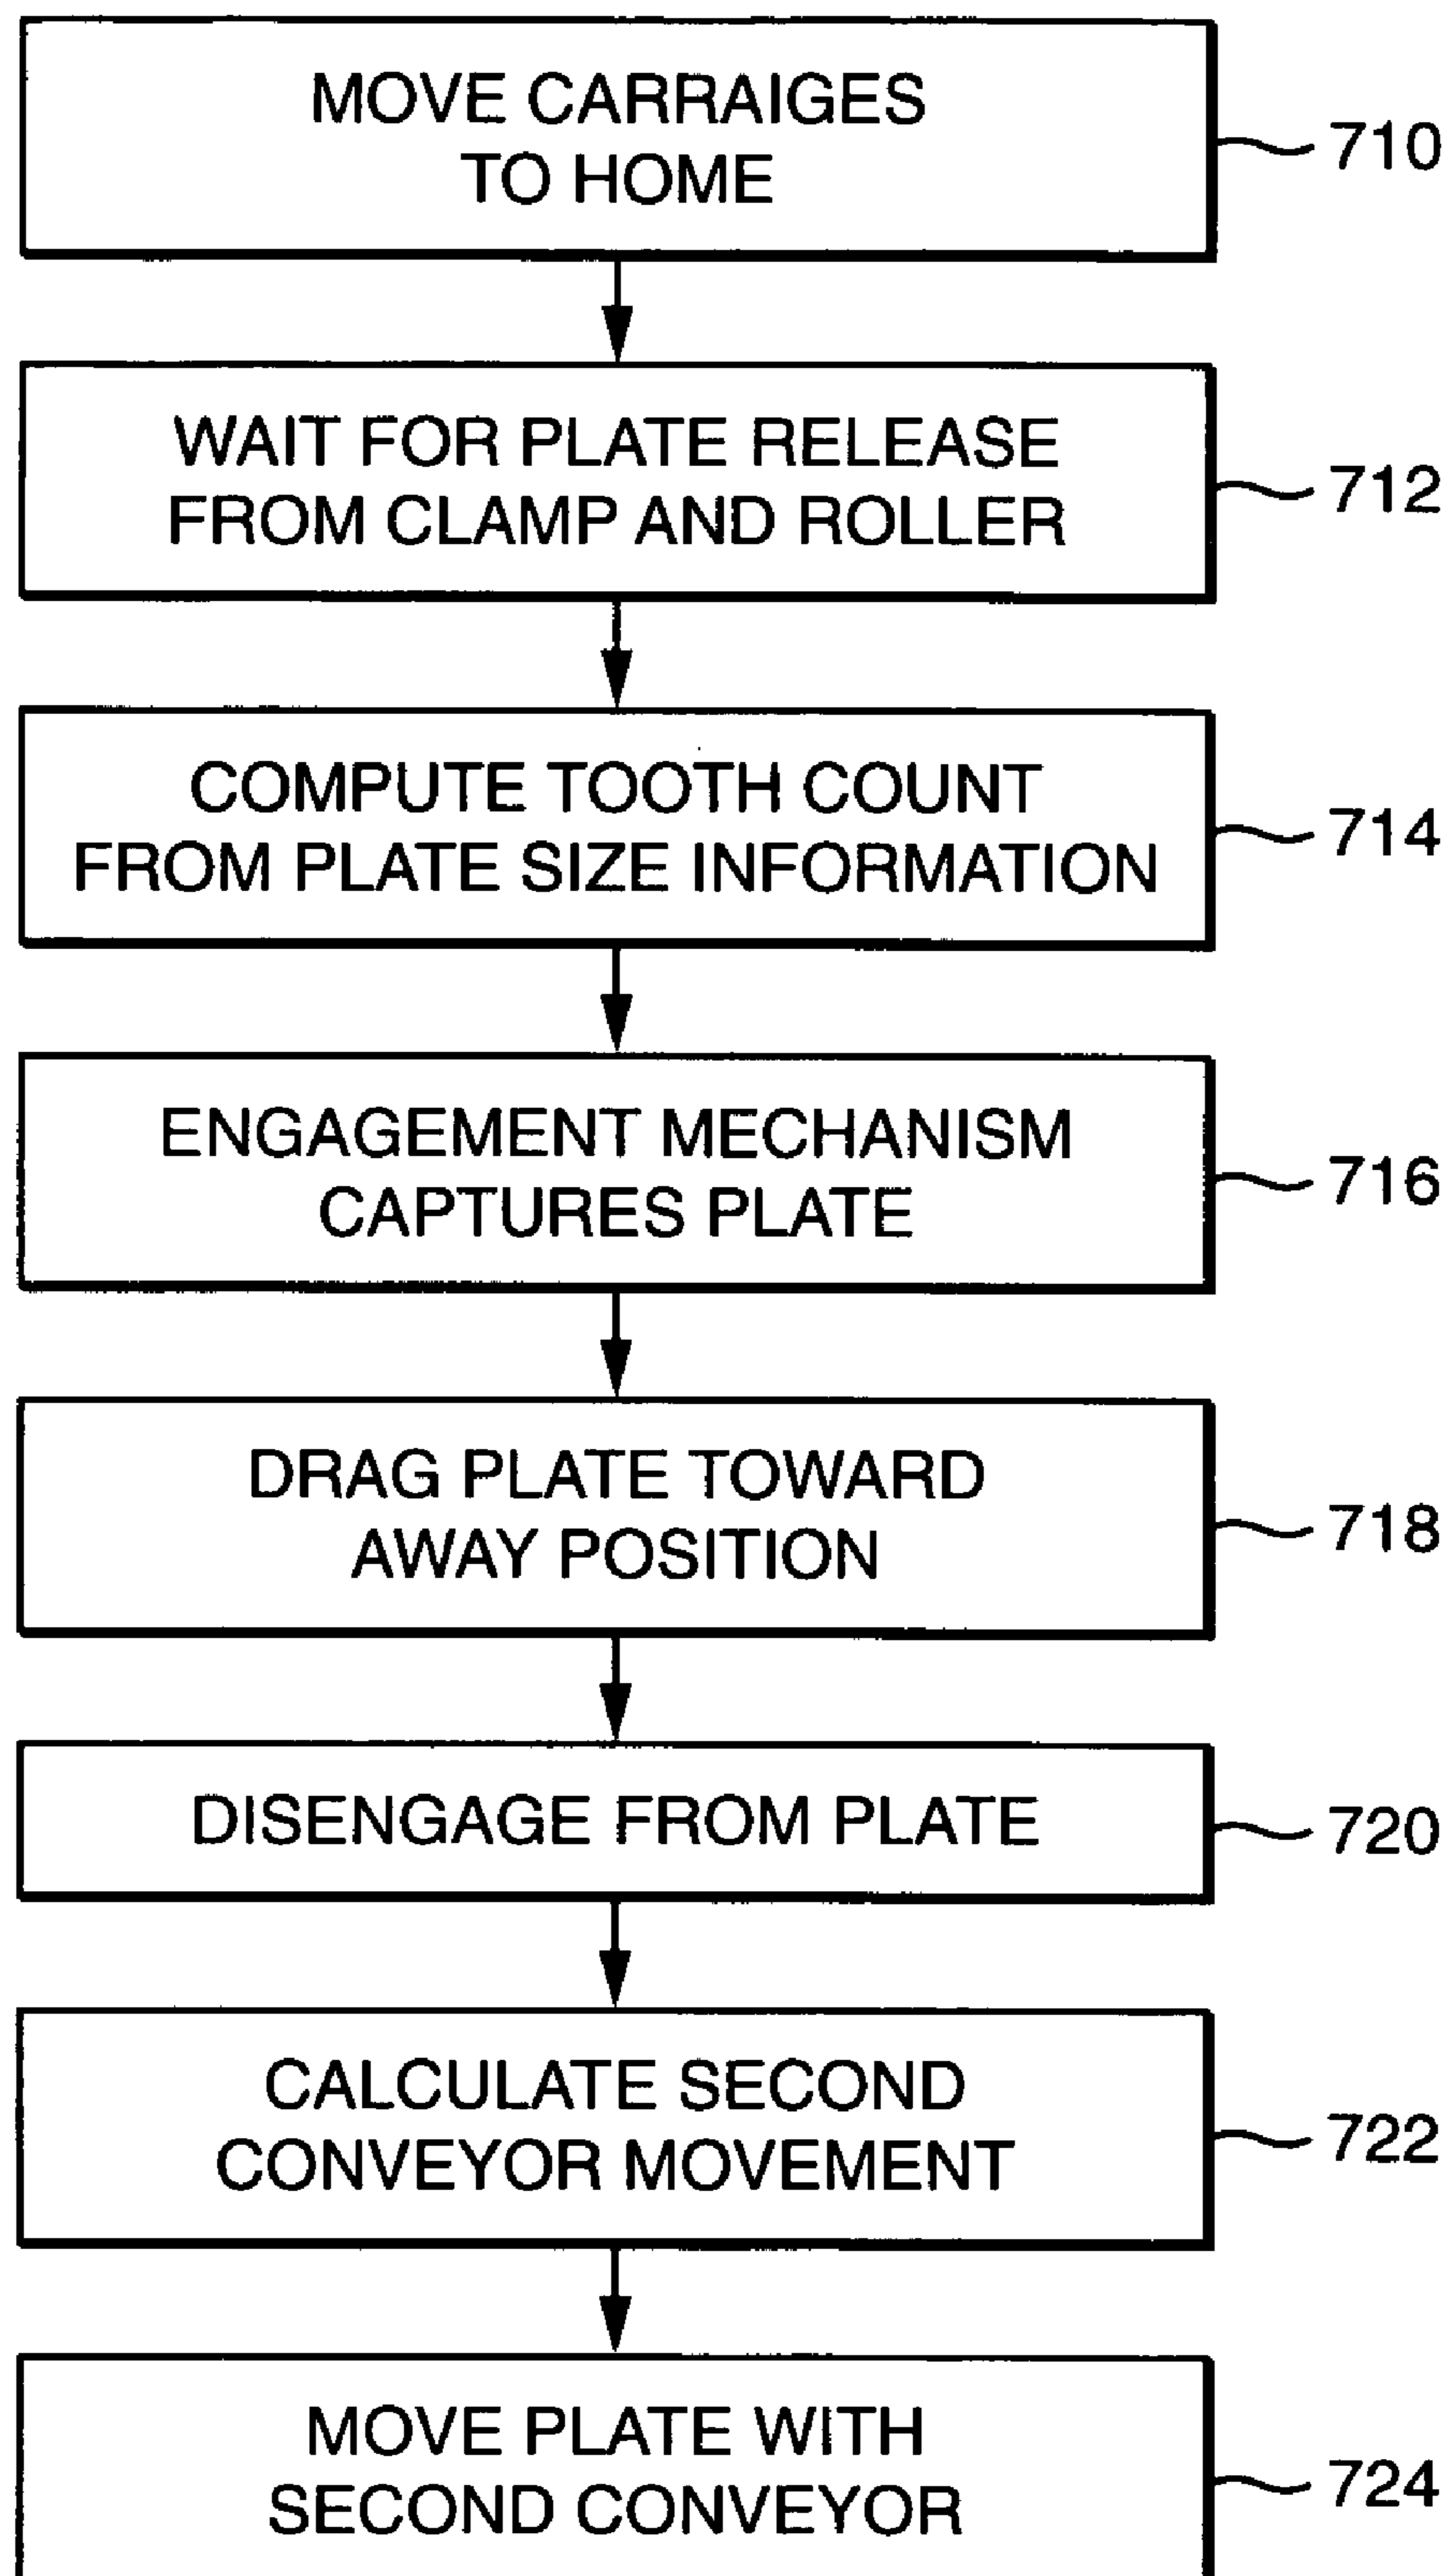 MOVE CARRAIGES
TO HOME
710
WAIT FOR PLATE RELEASE
FROM CLAMP AND ROLLER
712
COMPUTE TOOTH COUNT
FROM PLATE SIZE INFORMATION
714
ENGAGEMENT MECHANISM
CAPTURES PLATE
716
DRAG PLATE TOWARD
AWAY POSITION
718
DISENGAGE FROM PLATE
720
CALCULATE SECOND
CONVEYOR MOVEMENT
722
MOVE PLATE WITH
SECOND CONVEYOR
724